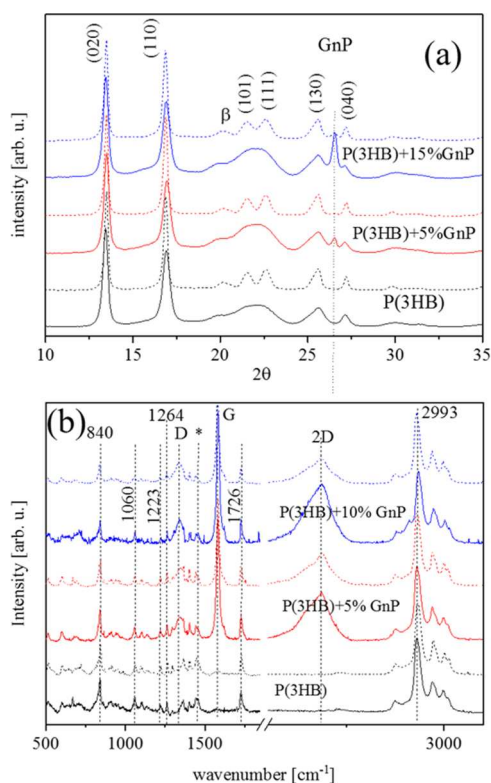 GnP
(a)
(020)
(110)
β
(101)
(111)
(130)
(040)
P(3HB)+15%GnP
P(3HB)+5%GnP
P(3HB)
intensity [arb. u.]
10 15 20 25 30 35
2θ
(b)
840
1060
1223
1264
D
*
G
1726
2D
2993
P(3HB)+10% GnP
P(3HB)+5% GnP
P(3HB)
Intensity [arb. u.]
500 1000 1500 3000
wavenumber [cm-1]